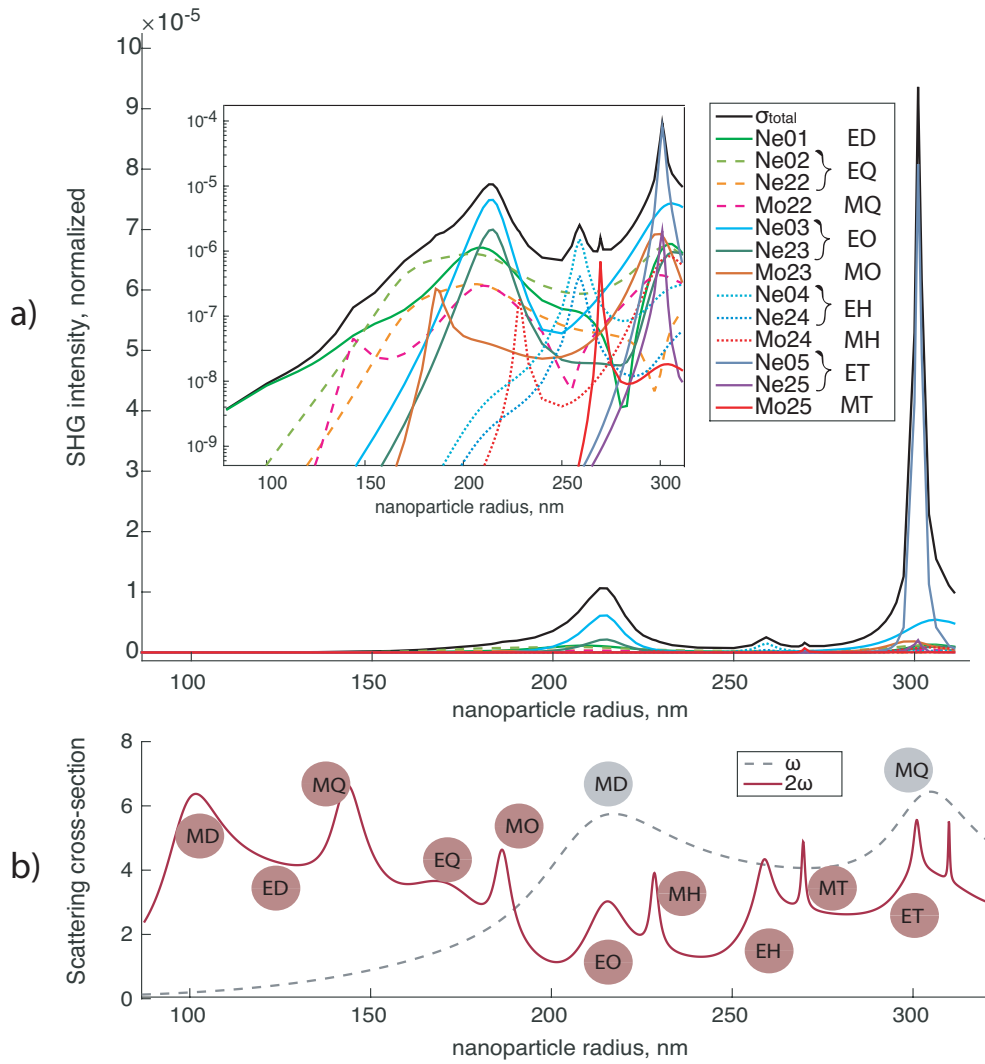 a)
×10⁻⁵
SHG intensity, normalized
10
9
8
7
6
5
4
3
2
1
0
100 150 200 250 300
nanoparticle radius, nm
10⁻⁴
10⁻⁵
10⁻⁶
10⁻⁷
10⁻⁸
10⁻⁹
100 150 200 250 300
nanoparticle radius, nm
σtotal
Ne01 ED
Ne02
Ne22
EQ
Mo22 MQ
Ne03
Ne23
EO
Mo23 MO
Ne04
Ne24
EH
Mo24 MH
Ne05
Ne25
ET
Mo25 MT
b)
Scattering cross-section
8
6
4
2
0
ω
2ω
MD
ED
MQ
EQ
MO
MD
EO
MH
EH
MT
MQ
ET
100 150 200 250 300
nanoparticle radius, nm